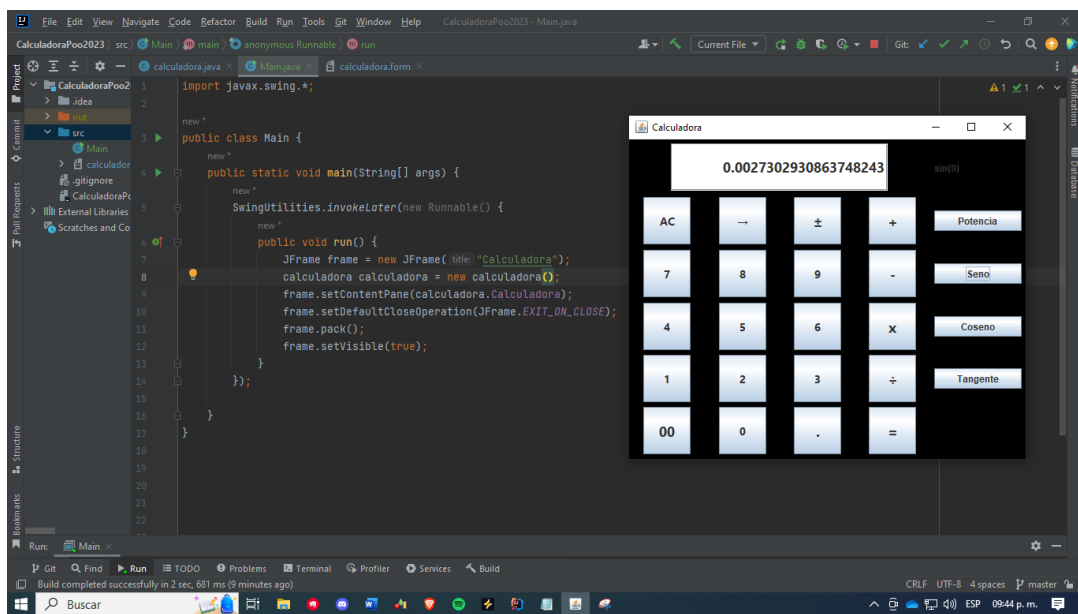 File Edit View Navigate Code Refactor Build Run Tools Git Window Help CalculadoraPoo2023 - Main.java
CalculadoraPoo2023 src Main main anonymous Runnable run Current File Git:
Project
calculadora.java Main.java calculadora.form
CalculadoraPoo2
.idea
out
src
Main
calculador
.gitignore
CalculadoraPo
External Libraries
Scratches and Co
Commit
Pull Requests
Structure
Bookmarks
1 import javax.swing.*;
2
new *
3 public class Main {
new *
4 public static void main(String[] args) {
new *
5 SwingUtilities.invokeLater(new Runnable() {
new *
6 public void run() {
7 JFrame frame = new JFrame( title: "Calculadora");
8 calculadora calculadora = new calculadora();
9 frame.setContentPane(calculadora.Calculadora);
10 frame.setDefaultCloseOperation(JFrame.EXIT_ON_CLOSE);
11 frame.pack();
12 frame.setVisible(true);
13 }
14 });
15
16 }
17 }
18
19
20
21
22
1 1
Notifications
Database
Calculadora
0.0027302930863748243 sin(9)
AC → ± + Potencia
7 8 9 - Seno
4 5 6 x Coseno
1 2 3 ÷ Tangente
00 0 . =
Run: Main
Git Find Run TODO Problems Terminal Profiler Services Build
Build completed successfully in 2 sec, 681 ms (9 minutes ago) CRLF UTF-8 4 spaces master
Buscar ESP 09:44 p. m.